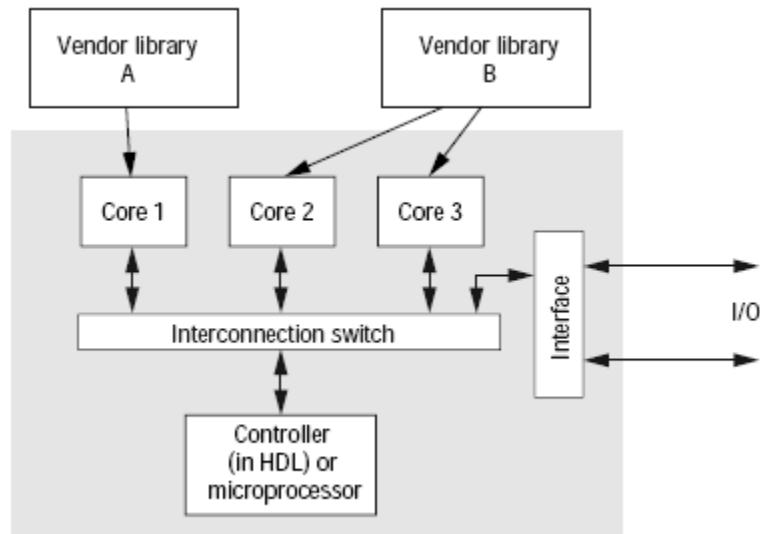 Vendor library
A
Vendor library
B
Core 1
Core 2
Core 3
Interconnection switch
Interface
I/O
Controller
(in HDL) or
microprocessor